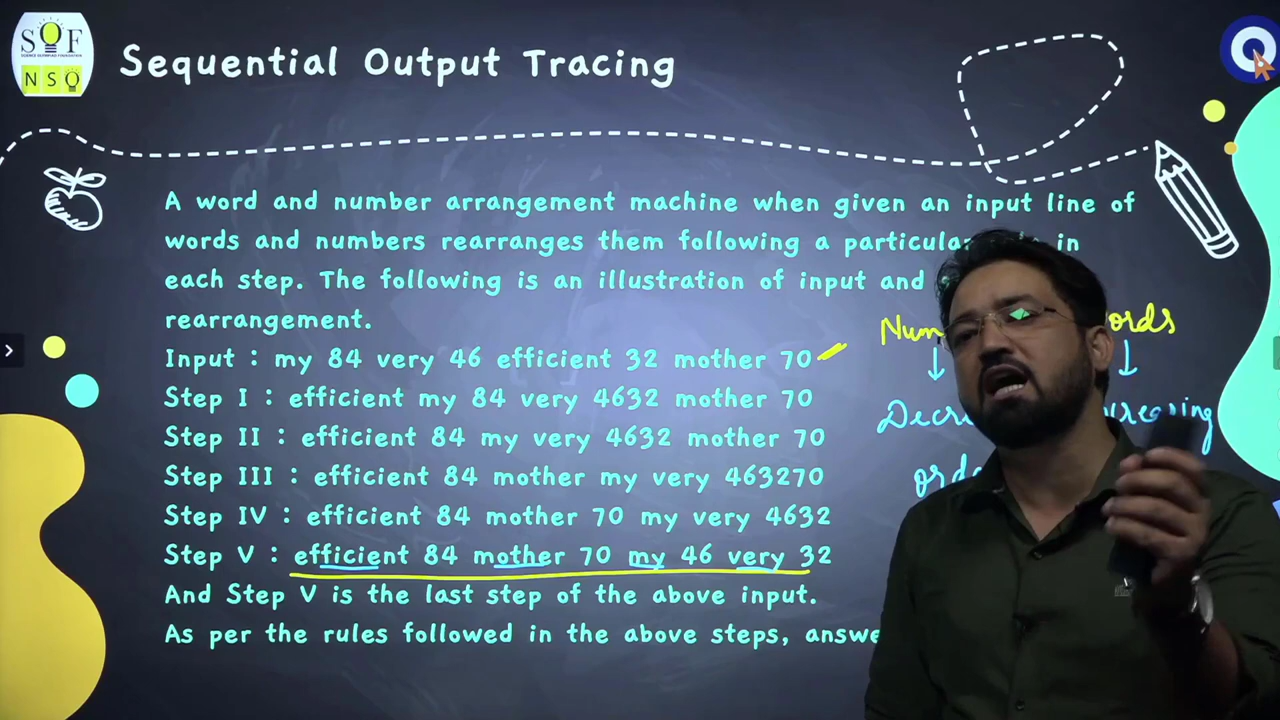 SOF
SCIENCE OLYMPIAD FOUNDATION
NSO
Sequential Output Tracing
A word and number arrangement machine when given an input line of
words and numbers rearranges them following a particular in
each step. The following is an illustration of input and
rearrangement.
Input : my 84 very 46 efficient 32 mother 70
Step I : efficient my 84 very 4632 mother 70
Step II : efficient 84 my very 4632 mother 70
Step III : efficient 84 mother my very 463270
Step IV : efficient 84 mother 70 my very 4632
Step V : efficient 84 mother 70 my 46 very 32
And Step V is the last step of the above input.
As per the rules followed in the above steps,